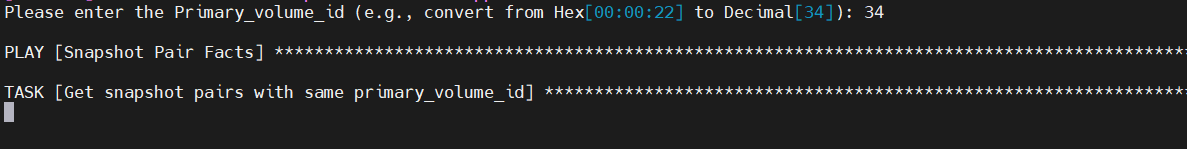 Please enter the Primary_volume_id (e.g., convert from Hex[00:00:22] to Decimal[34]): 34
PLAY [Snapshot Pair Facts] ********************************************************************************************
TASK [Get snapshot pairs with same primary_volume_id] *****************************************************************